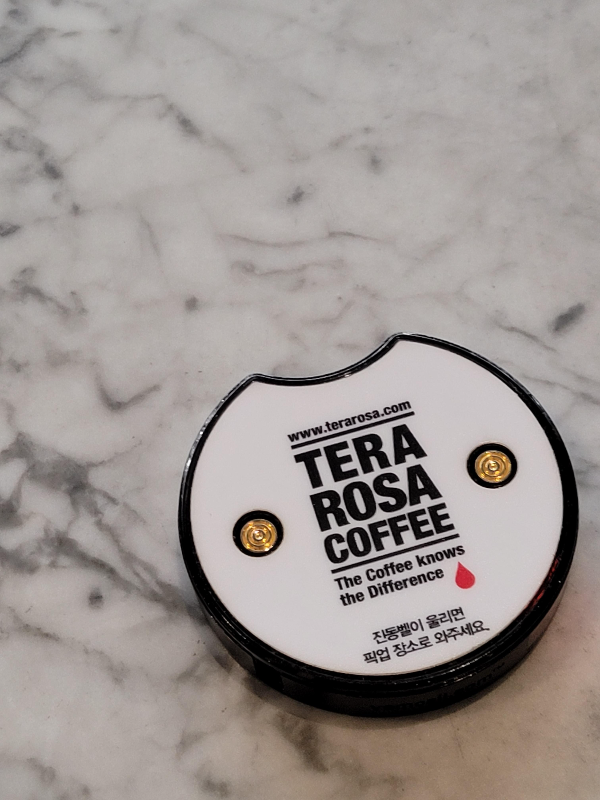 www.terarosa.com
TERA
ROSA
COFFEE
The Coffee knows
the Difference
진동벨이 울리면
픽업 장소로 와주세요.